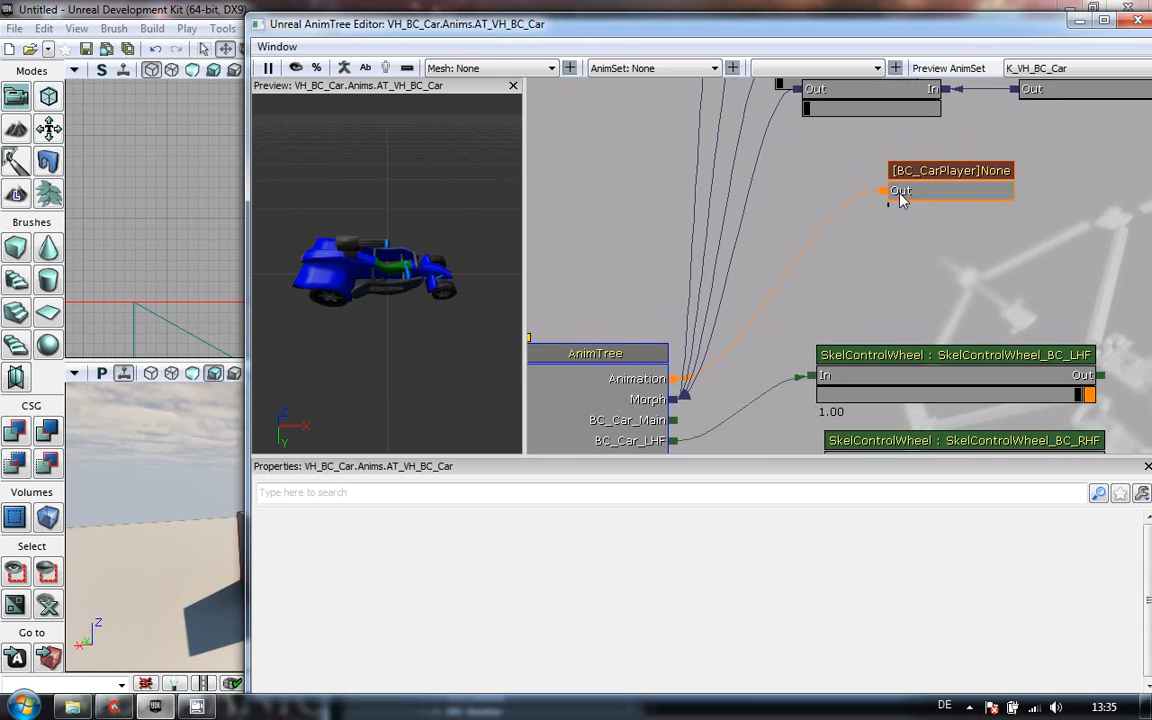 Untitled - Unreal Development Kit (64-bit, DX9)
File Edit View Brush Build Play Tools
Modes
Brushes
CSG
Volumes
Select
Go to
Unreal AnimTree Editor: VH_BC_Car.Anims.AT_VH_BC_Car
Window
Mesh: None
AnimSet: None
Preview AnimSet
K_VH_BC_Car
Preview: VH_BC_Car.Anims.AT_VH_BC_Car
Out In
Out
[BC_CarPlayer]None
Out
AnimTree
Animation
Morph
BC_Car_Main
BC_Car_LHF
SkelControlWheel : SkelControlWheel_BC_LHF
In Out
1.00
SkelControlWheel : SkelControlWheel_BC_RHF
Z
X
Y
Properties: VH_BC_Car.Anims.AT_VH_BC_Car
Type here to search
Z
X
DE
13:35